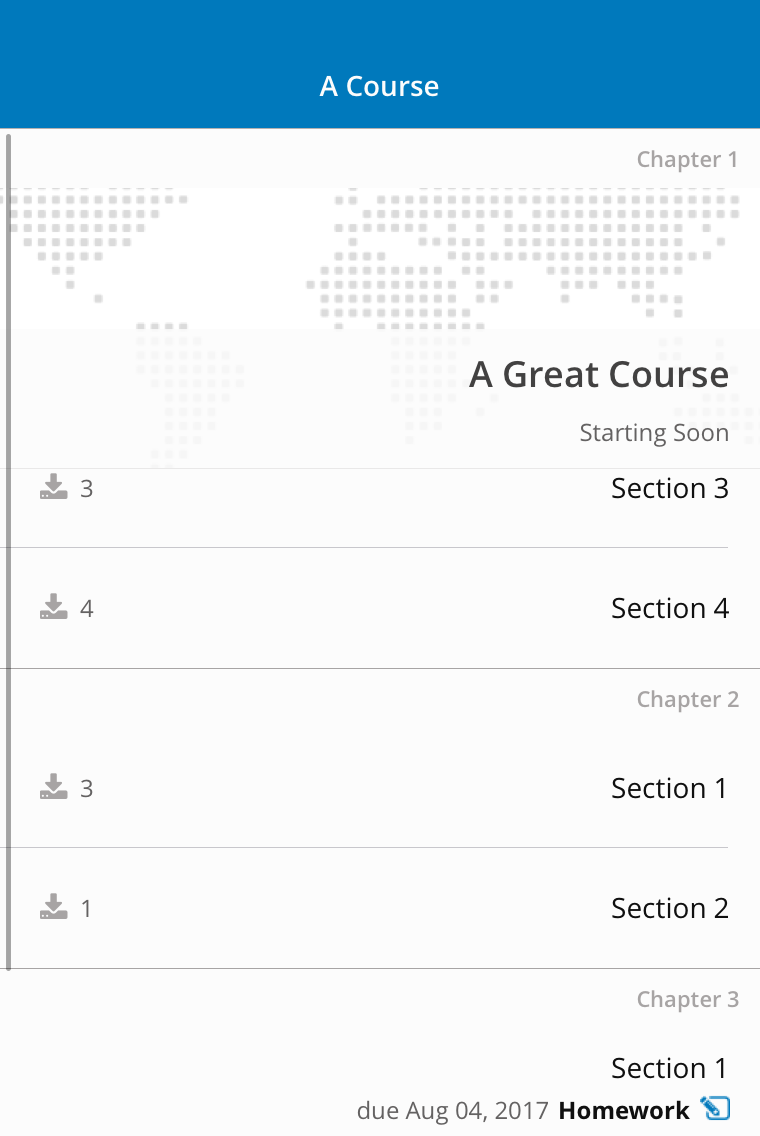 A Course
Chapter 1
A Great Course
Starting Soon
3 Section 3
4 Section 4
Chapter 2
3 Section 1
1 Section 2
Chapter 3
Section 1
due Aug 04, 2017 Homework